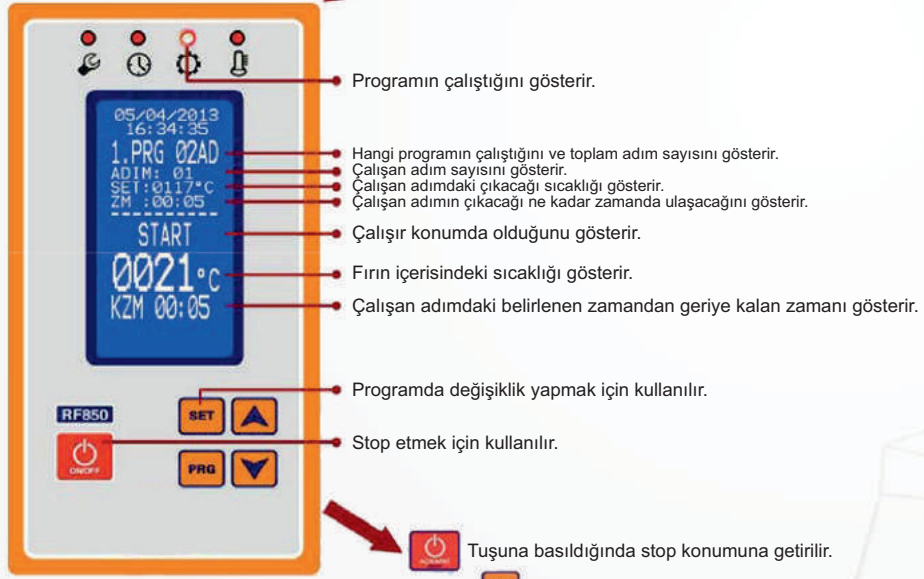 Programın çalıştığını gösterir.
05/04/2013
16:34:35
1.PRG 02AD
Hangi programın çalıştığını ve toplam adım sayısını gösterir.
ADIM: 01
Çalışan adım sayısını gösterir.
SET:0117°C
Çalışan adımdaki çıkacağı sıcaklığı gösterir.
ZM :00:05
Çalışan adımın çıkacağı ne kadar zamanda ulaşacağını gösterir.
START
Çalışır konumda olduğunu gösterir.
0021°C
Fırın içerisindeki sıcaklığı gösterir.
KZM 00:05
Çalışan adımdaki belirlenen zamandan geriye kalan zamanı gösterir.
Programda değişiklik yapmak için kullanılır.
RF850
SET
Stop etmek için kullanılır.
ON/OFF
PRG
Tuşuna basıldığında stop konumuna getirilir.